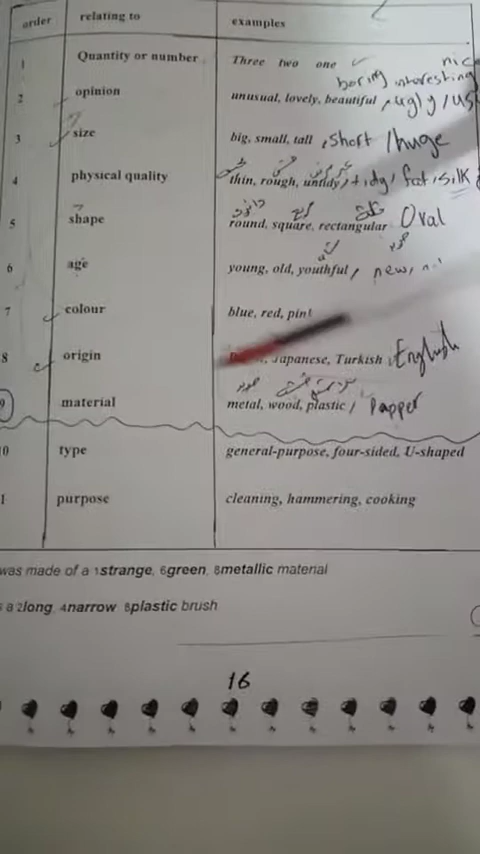 order relating to examples
1 Quantity or number Three two one
boring interesting
2 opinion unusual, lovely, beautiful, ugly /
3 size big, small, tall, short / huge
4 physical quality thin, rough, untidy, tidy, fat, silk
5 shape round, square, rectangular Oval
6 age young, old, youthful, new,
7 colour blue, red, pink
8 origin Japanese, Turkish, English
9 material metal, wood, plastic / Papper
type general-purpose, four-sided, U-shaped
purpose cleaning, hammering, cooking
was made of a 1strange, 6green, 8metallic material
a 2long, 4narrow 8plastic brush
16